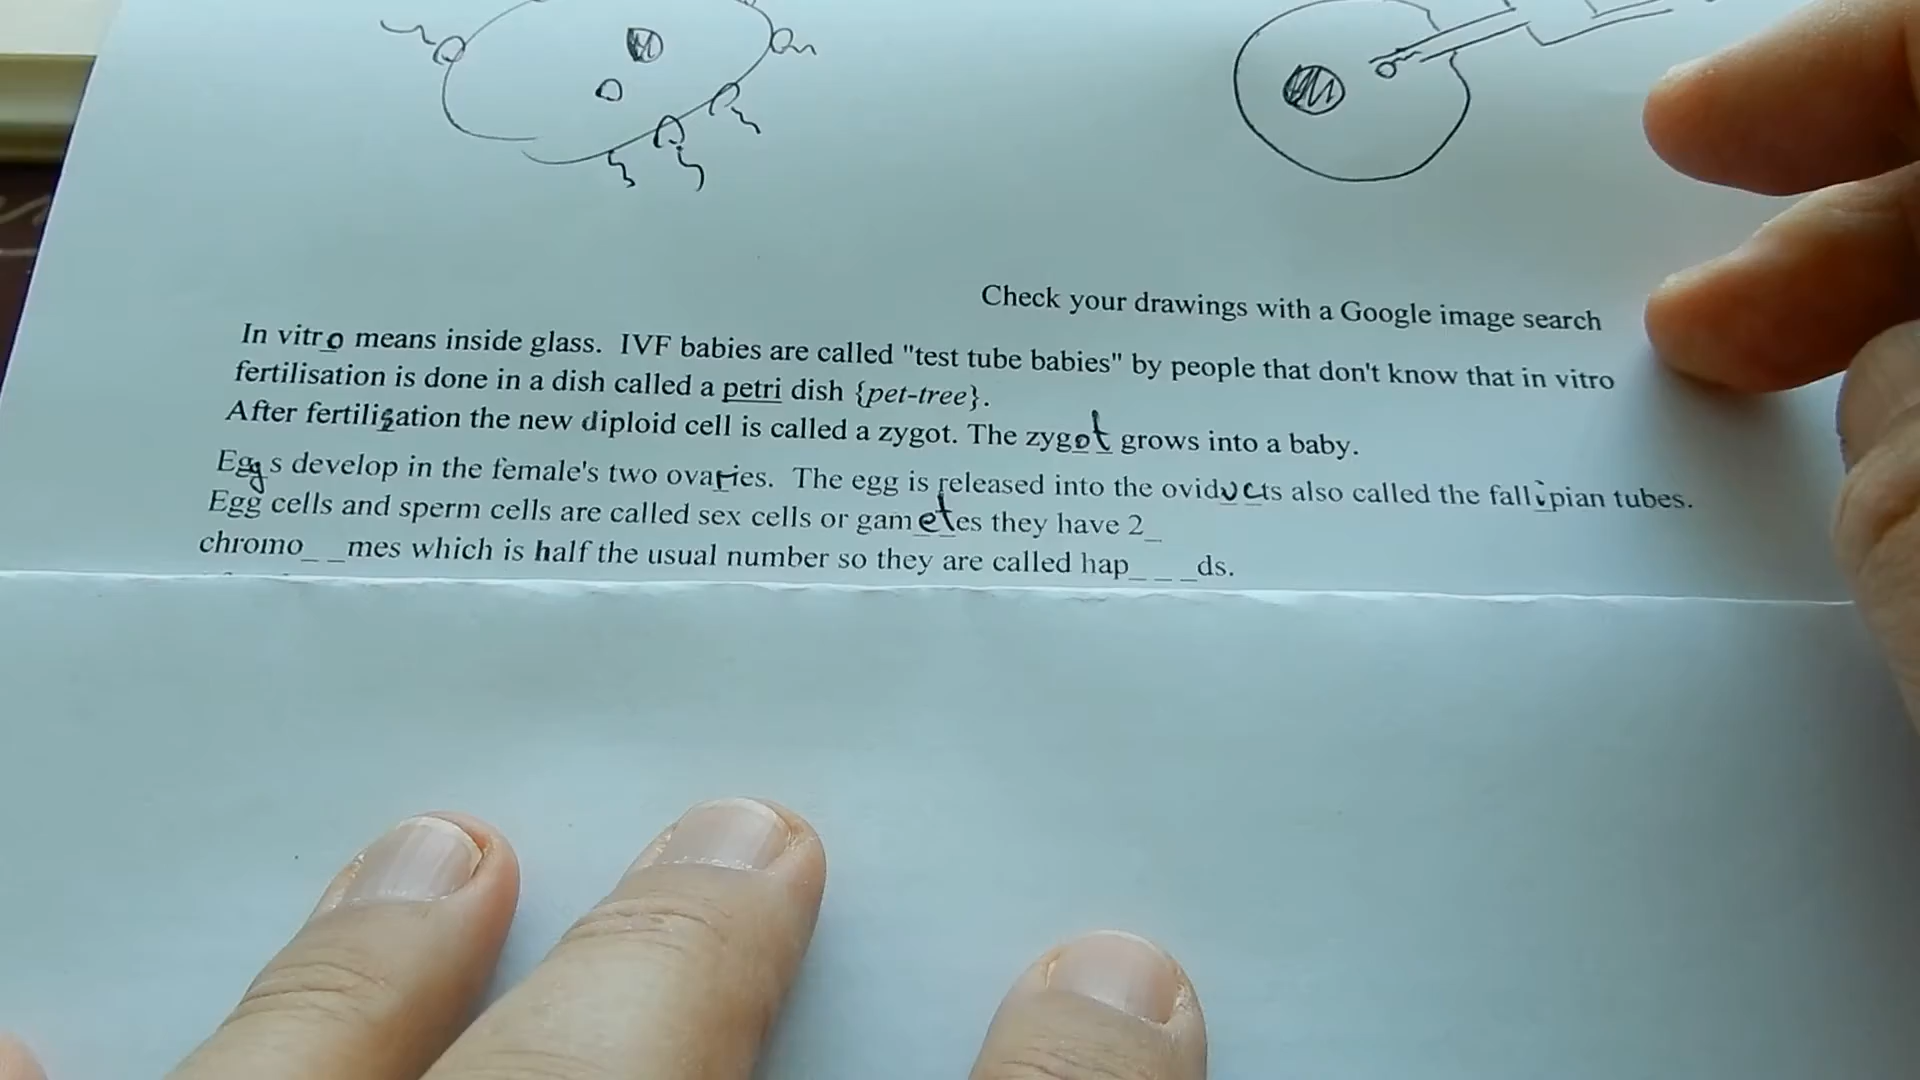 Check your drawings with a Google image search
In vitro means inside glass. IVF babies are called "test tube babies" by people that don't know that in vitro
fertilisation is done in a dish called a petri dish {pet-tree}.
After fertilisation the new diploid cell is called a zygot. The zygot grows into a baby.
Eggs develop in the female's two ovaries. The egg is released into the oviducts also called the fallipian tubes.
Egg cells and sperm cells are called sex cells or gametes they have 2_
chromo_ _mes which is half the usual number so they are called hap_ _ _ds.